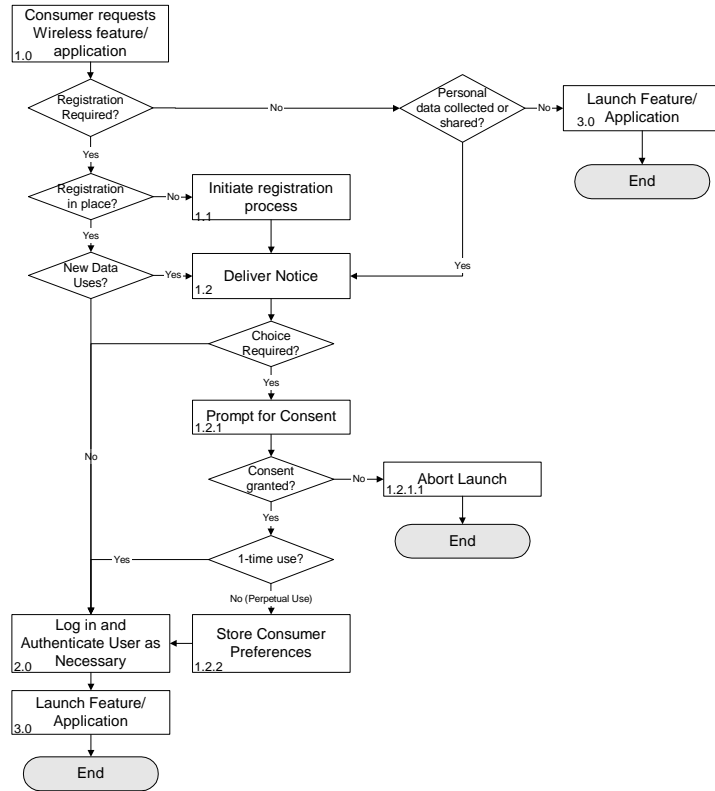 Consumer requests
Wireless feature/
application
1.0
Registration
Required?
No
Personal
data collected or
shared?
No
Launch Feature/
Application
3.0
End
Yes
Registration
in place?
No
Initiate registration
process
1.1
Yes
New Data
Uses?
Yes
Deliver Notice
1.2
Yes
Choice
Required?
Yes
Prompt for Consent
1.2.1
No
Consent
granted?
No
Abort Launch
1.2.1.1
End
Yes
1-time use?
Yes
No (Perpetual Use)
Log in and
Authenticate User as
Necessary
2.0
Store Consumer
Preferences
1.2.2
Launch Feature/
Application
3.0
End